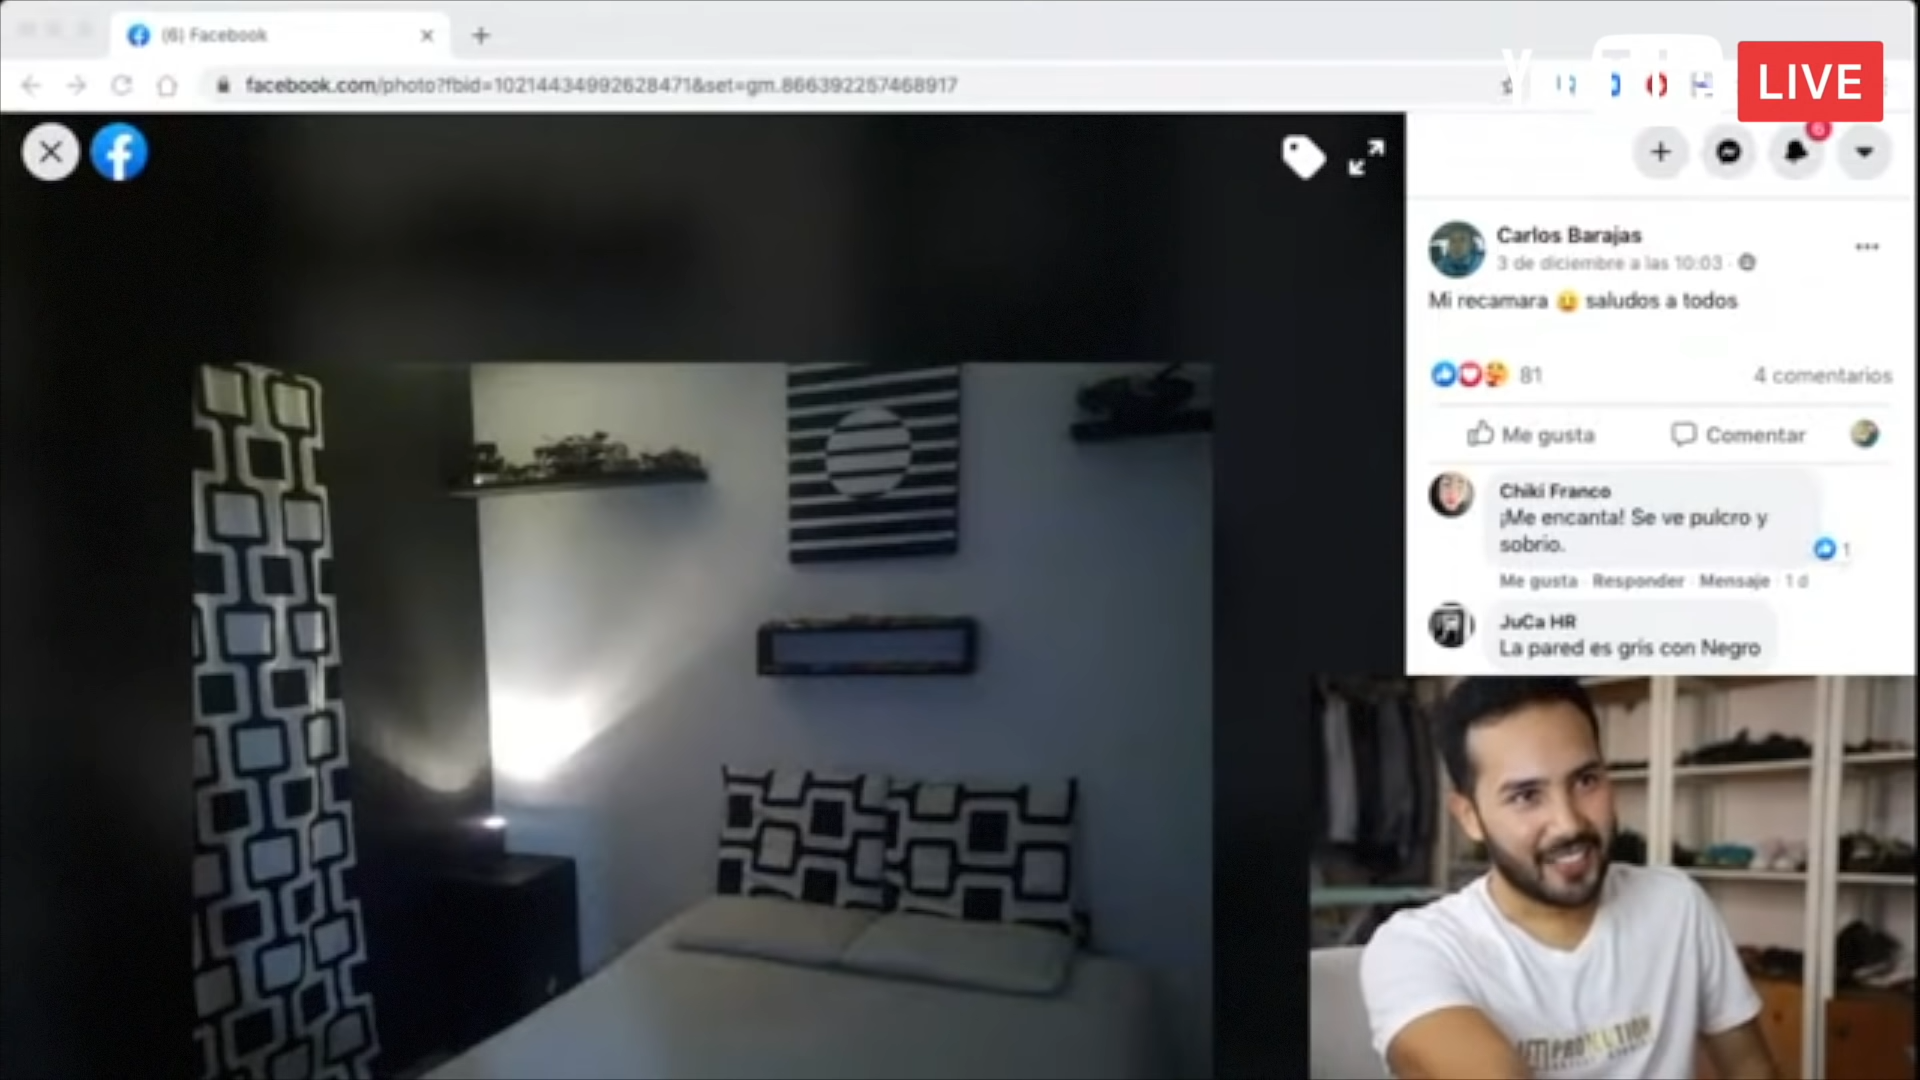 (6) Facebook
facebook.com/photo?fbid=10214434992628471&set=gm.866392257468917
LIVE
6
Carlos Barajas
3 de diciembre a las 10:03
Mi recamara 😀 saludos a todos
81
4 comentarios
Me gusta
Comentar
Chiki Franco
¡Me encanta! Se ve pulcro y
sobrio.
1
Me gusta · Responder · Mensaje · 1 d
JuCa HR
La pared es gris con Negro